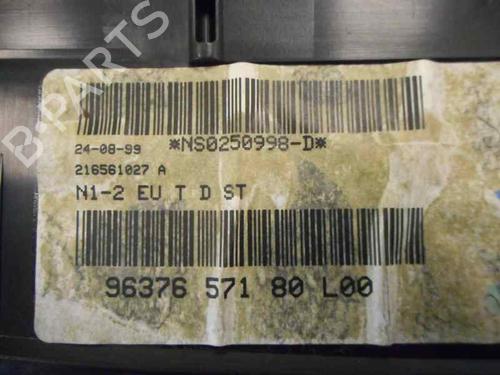 B-PARTS
*NS0250998-D*
24-08-99
216561027 A
N1-2 EU T D ST
96376 571 80 L00